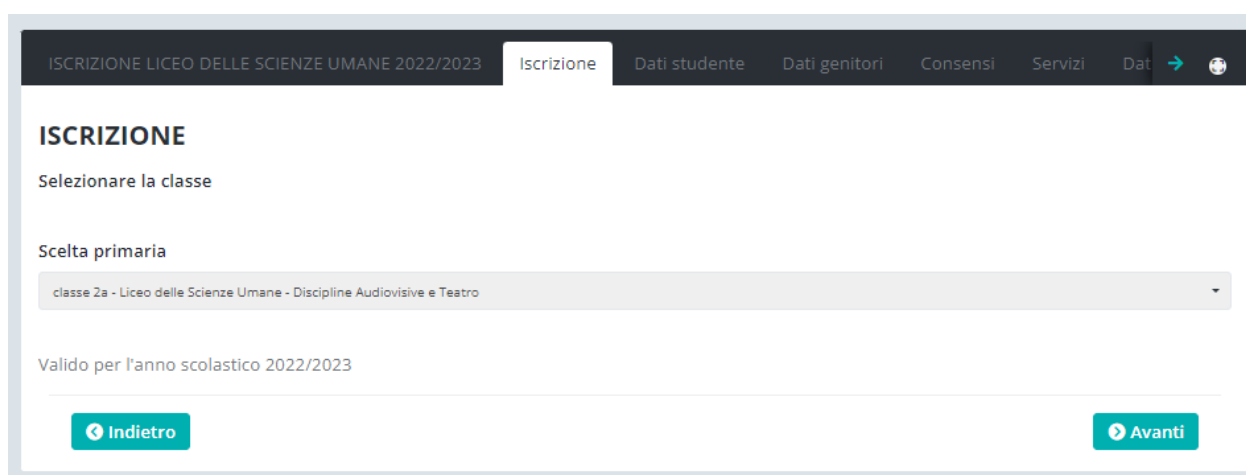 ISCRIZIONE LICEO DELLE SCIENZE UMANE 2022/2023 Iscrizione Dati studente Dati genitori Consensi Servizi Dat
ISCRIZIONE
Selezionare la classe
Scelta primaria
classe 2a - Liceo delle Scienze Umane - Discipline Audiovisive e Teatro
Valido per l'anno scolastico 2022/2023
Indietro Avanti